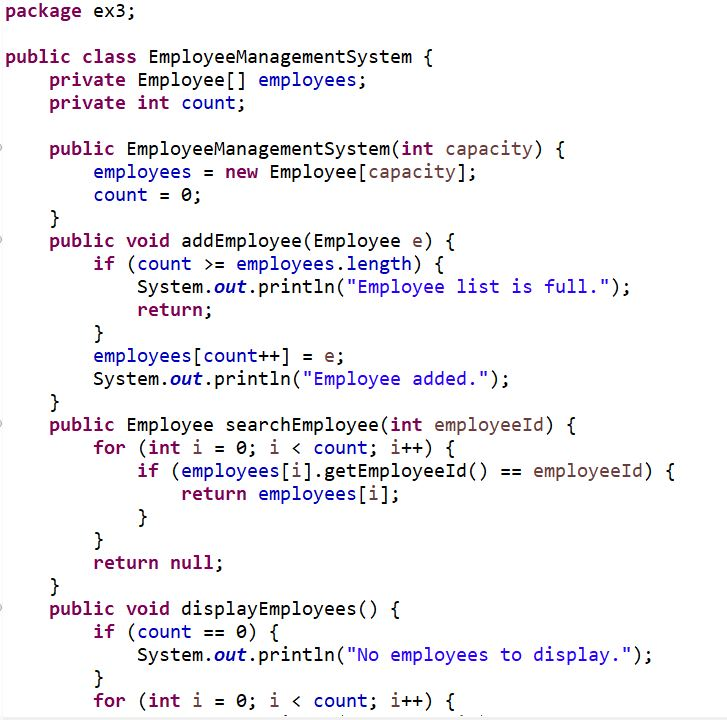 package ex3;
public class EmployeeManagementSystem {
    private Employee[] employees;
    private int count;
    public EmployeeManagementSystem(int capacity) {
        employees = new Employee[capacity];
        count = 0;
    }
    public void addEmployee(Employee e) {
        if (count >= employees.length) {
            System.out.println("Employee list is full.");
            return;
        }
        employees[count++] = e;
        System.out.println("Employee added.");
    }
    public Employee searchEmployee(int employeeId) {
        for (int i = 0; i < count; i++) {
            if (employees[i].getEmployeeId() == employeeId) {
                return employees[i];
            }
        }
        return null;
    }
    public void displayEmployees() {
        if (count == 0) {
            System.out.println("No employees to display.");
        }
        for (int i = 0; i < count; i++) {